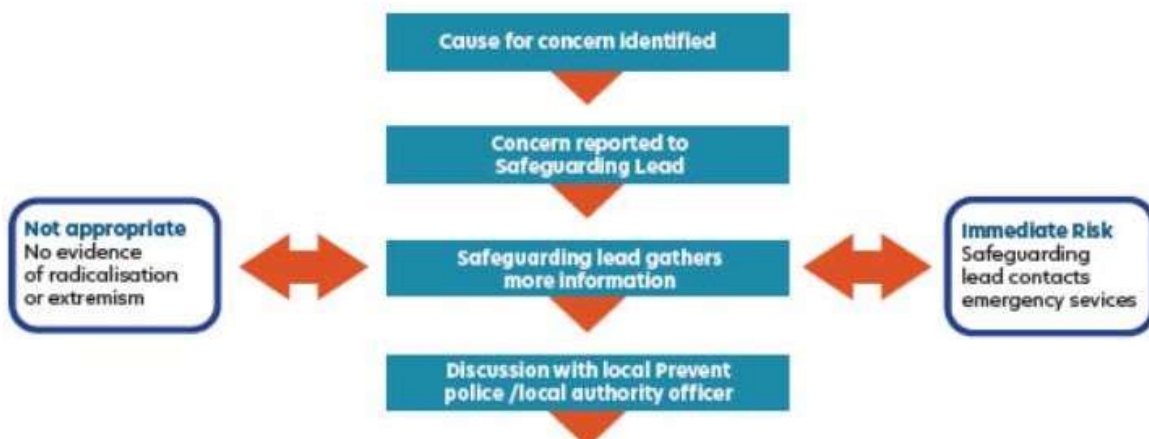 Cause for concern identified
Concern reported to
Safeguarding Lead
Not appropriate
No evidence
of radicalisation
or extremism
Safeguarding lead gathers
more information
Immediate Risk
Safeguarding
lead contacts
emergency sevices
Discussion with local Prevent
police /local authority officer